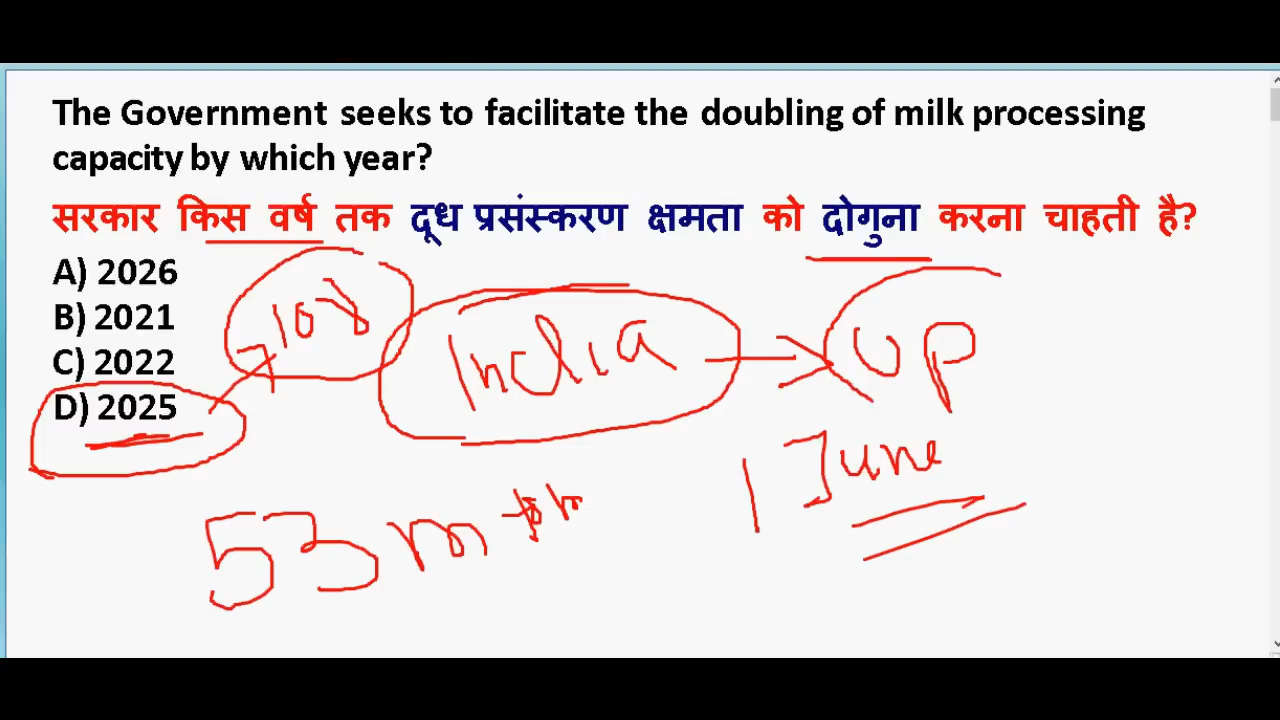 The Government seeks to facilitate the doubling of milk processing
capacity by which year?
सरकार किस वर्ष तक दूध प्रसंस्करण क्षमता को दोगुना करना चाहती है?
A) 2026
B) 2021
C) 2022
D) 2025
108
India
UP
1 June
53 m